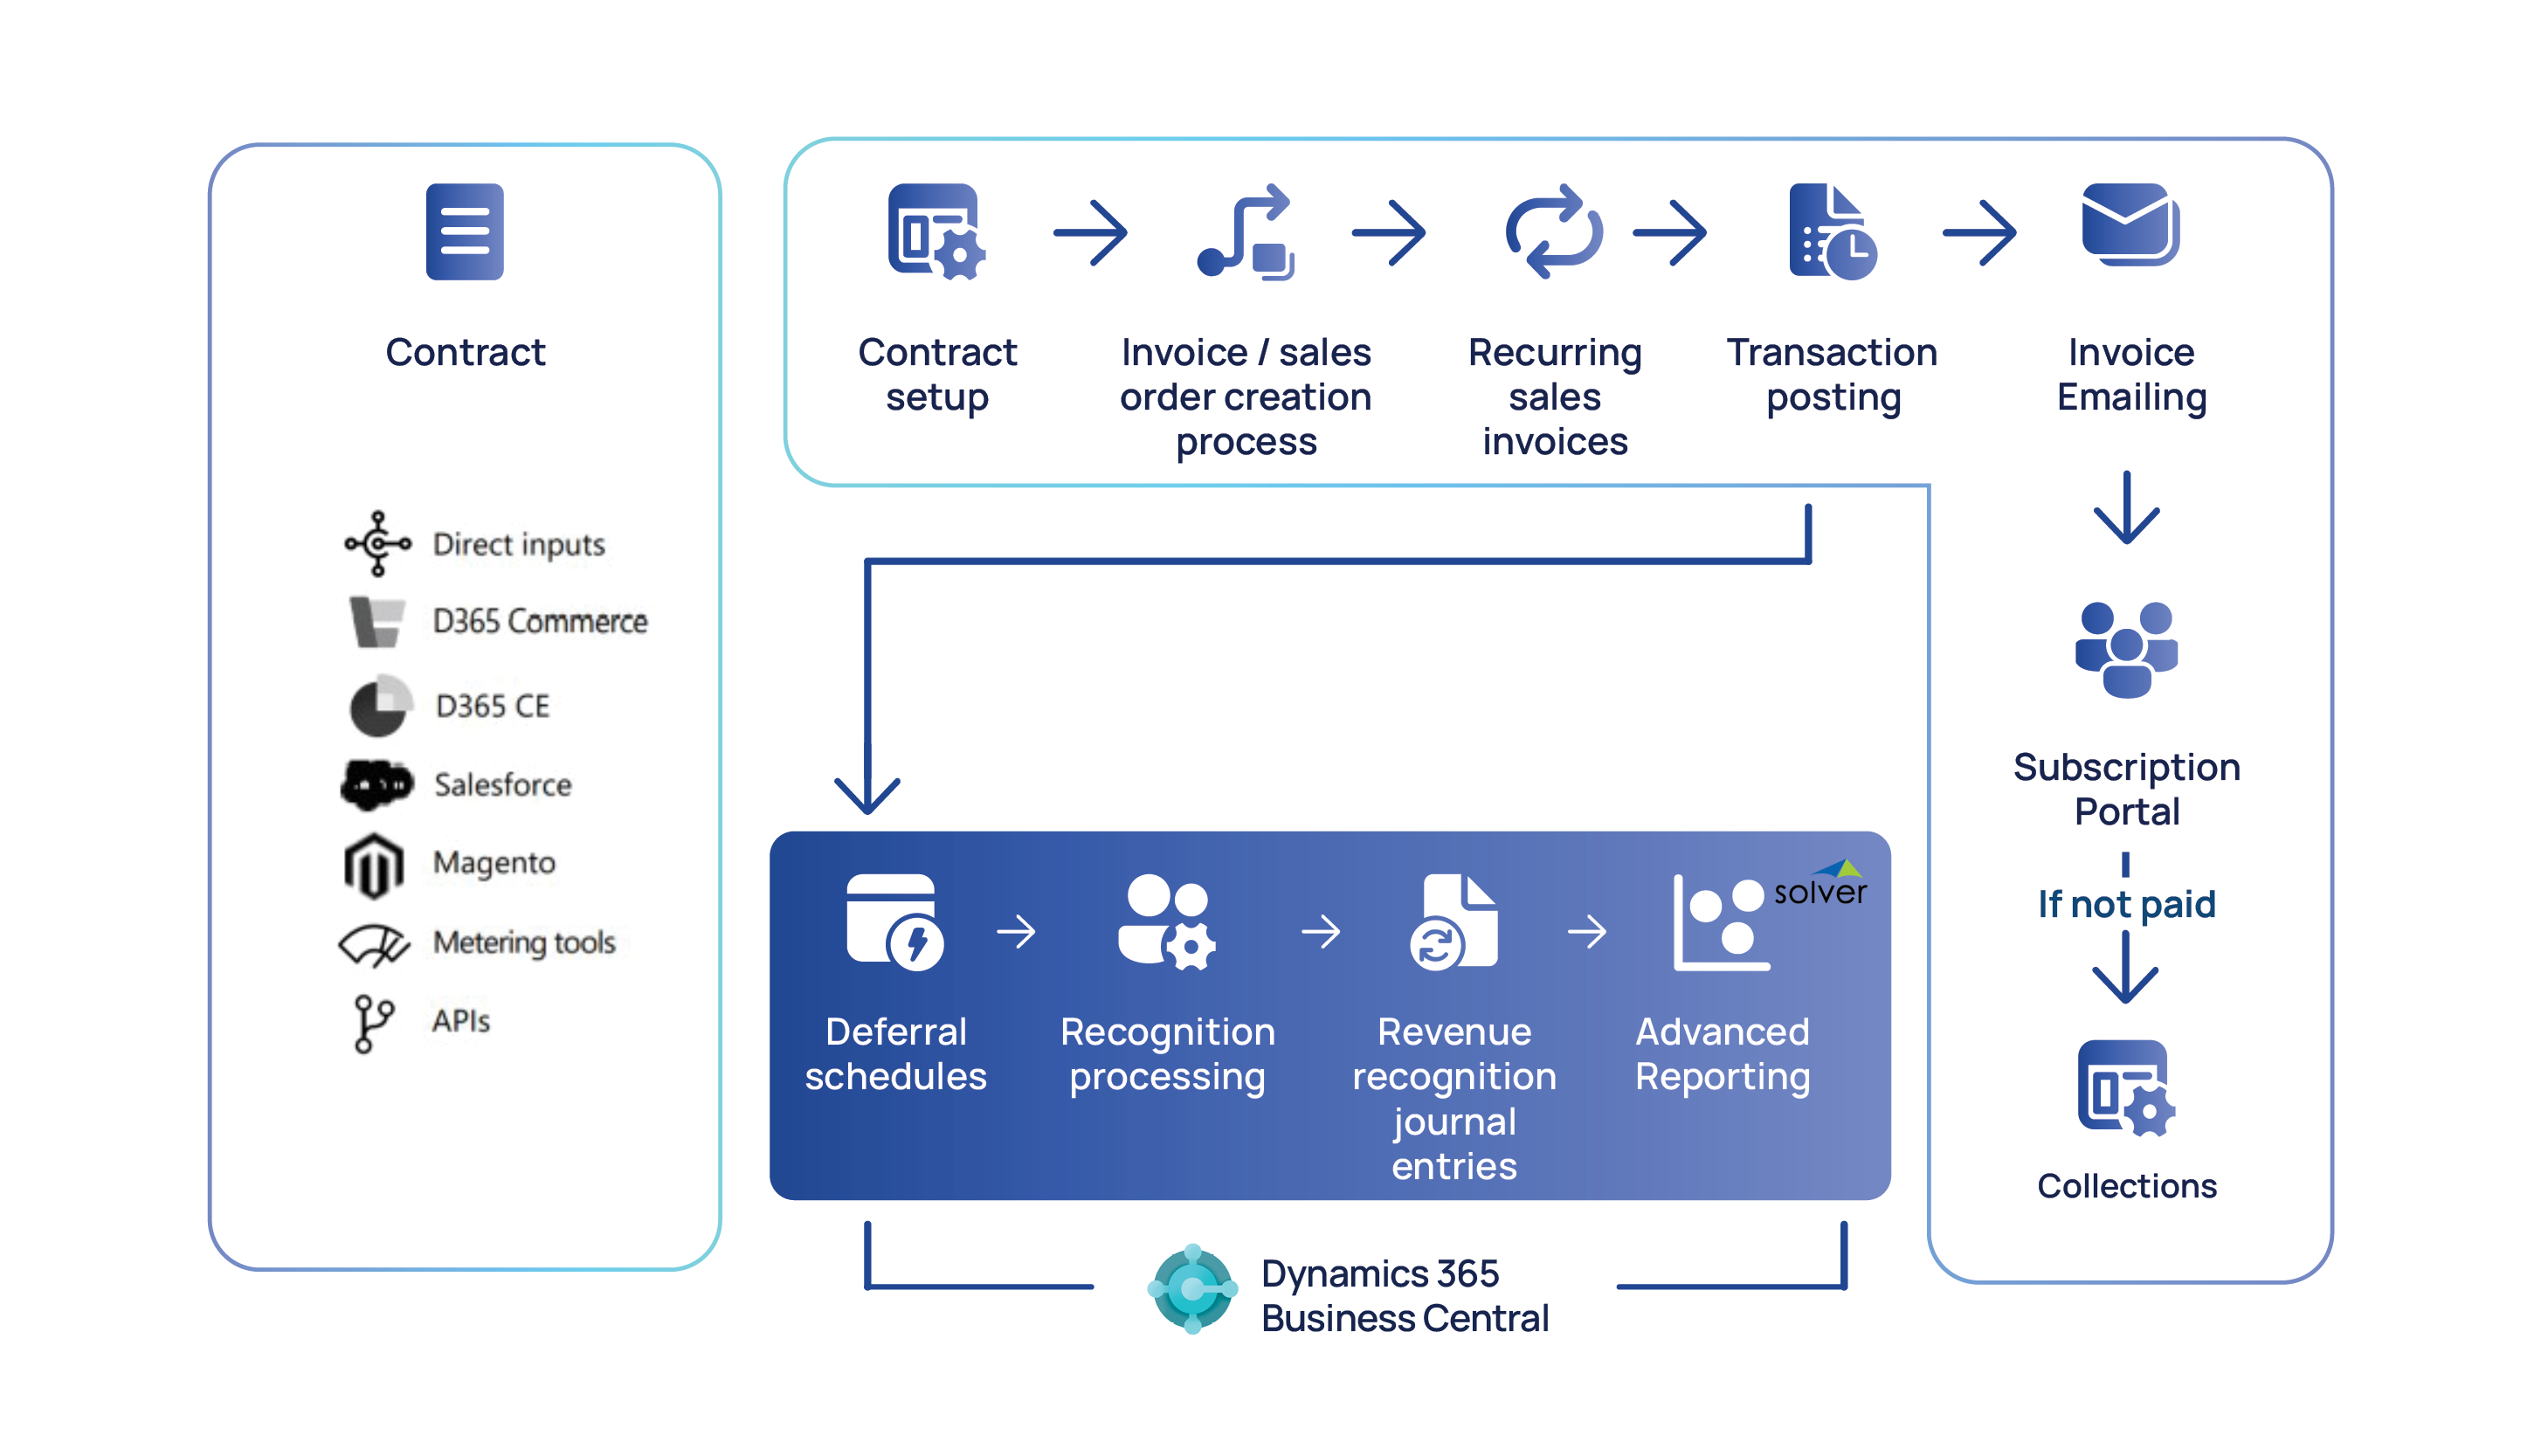 Contract
Direct inputs
D365 Commerce
D365 CE
Salesforce
Magento
Metering tools
APIs
Contract
setup
Invoice / sales
order creation
process
Recurring
sales
invoices
Transaction
posting
Invoice
Emailing
Subscription
Portal
If not paid
Collections
Deferral
schedules
Recognition
processing
Revenue
recognition
journal
entries
solver
Advanced
Reporting
Dynamics 365
Business Central